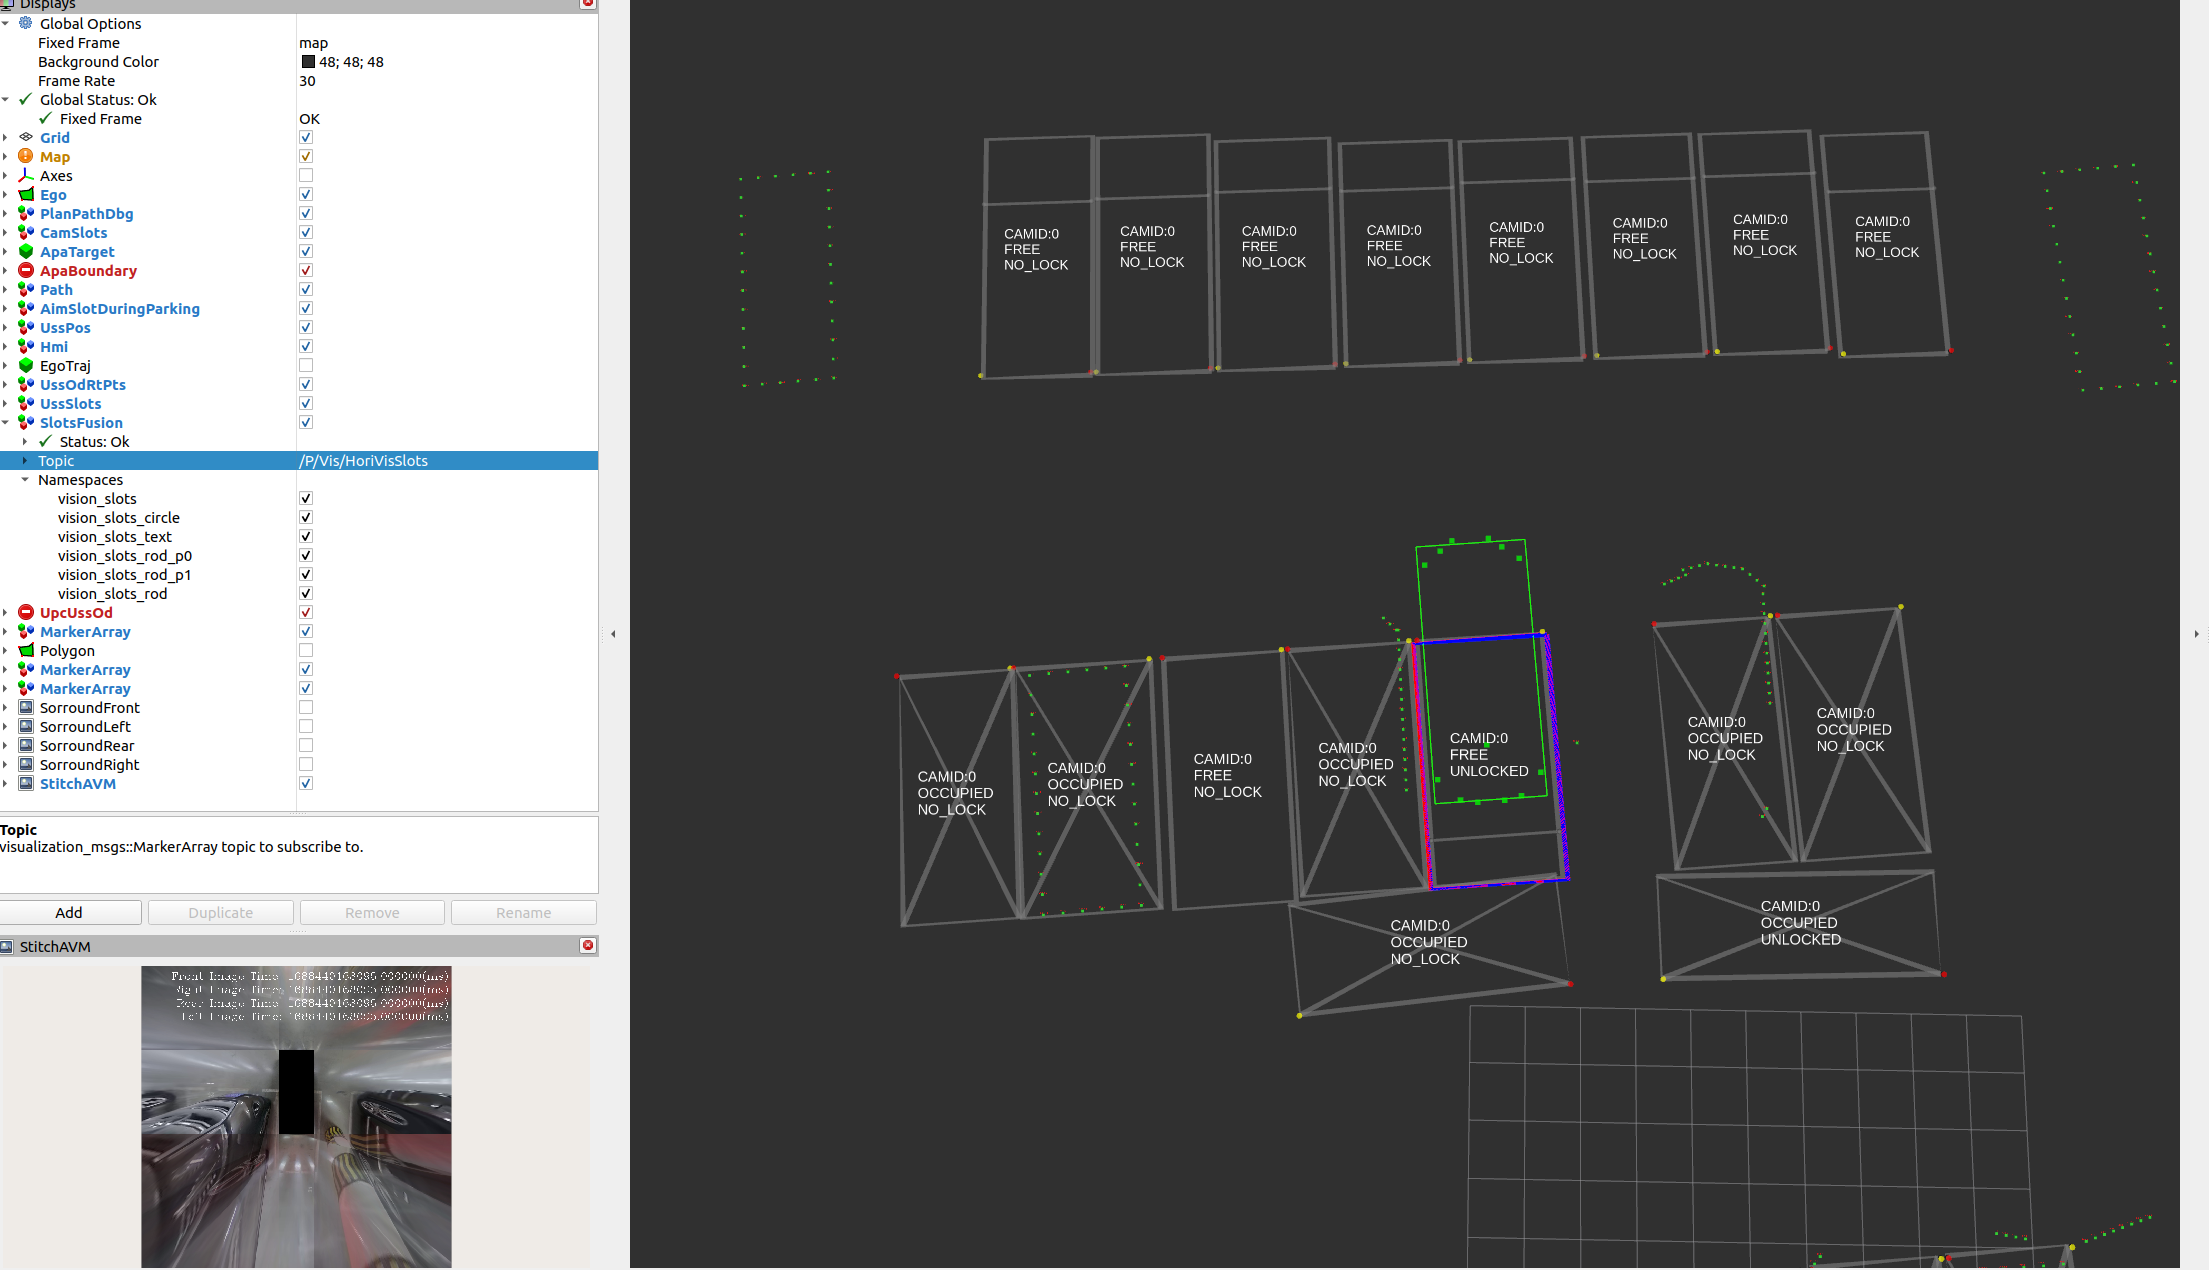 Displays
Global Options
Fixed Frame map
Background Color 48; 48; 48
Frame Rate 30
Global Status: Ok
Fixed Frame OK
Grid
Map
Axes
Ego
PlanPathDbg
CamSlots
ApaTarget
ApaBoundary
Path
AimSlotDuringParking
UssPos
Hmi
EgoTraj
UssOdRtPts
UssSlots
SlotsFusion
Status: Ok
Topic /P/Vis/HoriVisSlots
Namespaces
vision_slots
vision_slots_circle
vision_slots_text
vision_slots_rod_p0
vision_slots_rod_p1
vision_slots_rod
UpcUssOd
MarkerArray
Polygon
MarkerArray
MarkerArray
SorroundFront
SorroundLeft
SorroundRear
SorroundRight
StitchAVM
Topic
visualization_msgs::MarkerArray topic to subscribe to.
Add Duplicate Remove Rename
StitchAVM
Front Image Time:
Right Image Time:
Rear Image Time:
Left Image Time:
CAMID:0
FREE
NO_LOCK
CAMID:0
FREE
NO_LOCK
CAMID:0
FREE
NO_LOCK
CAMID:0
FREE
NO_LOCK
CAMID:0
FREE
NO_LOCK
CAMID:0
FREE
NO_LOCK
CAMID:0
FREE
NO_LOCK
CAMID:0
FREE
NO_LOCK
CAMID:0
OCCUPIED
NO_LOCK
CAMID:0
OCCUPIED
NO_LOCK
CAMID:0
FREE
NO_LOCK
CAMID:0
OCCUPIED
NO_LOCK
CAMID:0
FREE
UNLOCKED
CAMID:0
OCCUPIED
NO_LOCK
CAMID:0
OCCUPIED
NO_LOCK
CAMID:0
OCCUPIED
NO_LOCK
CAMID:0
OCCUPIED
UNLOCKED